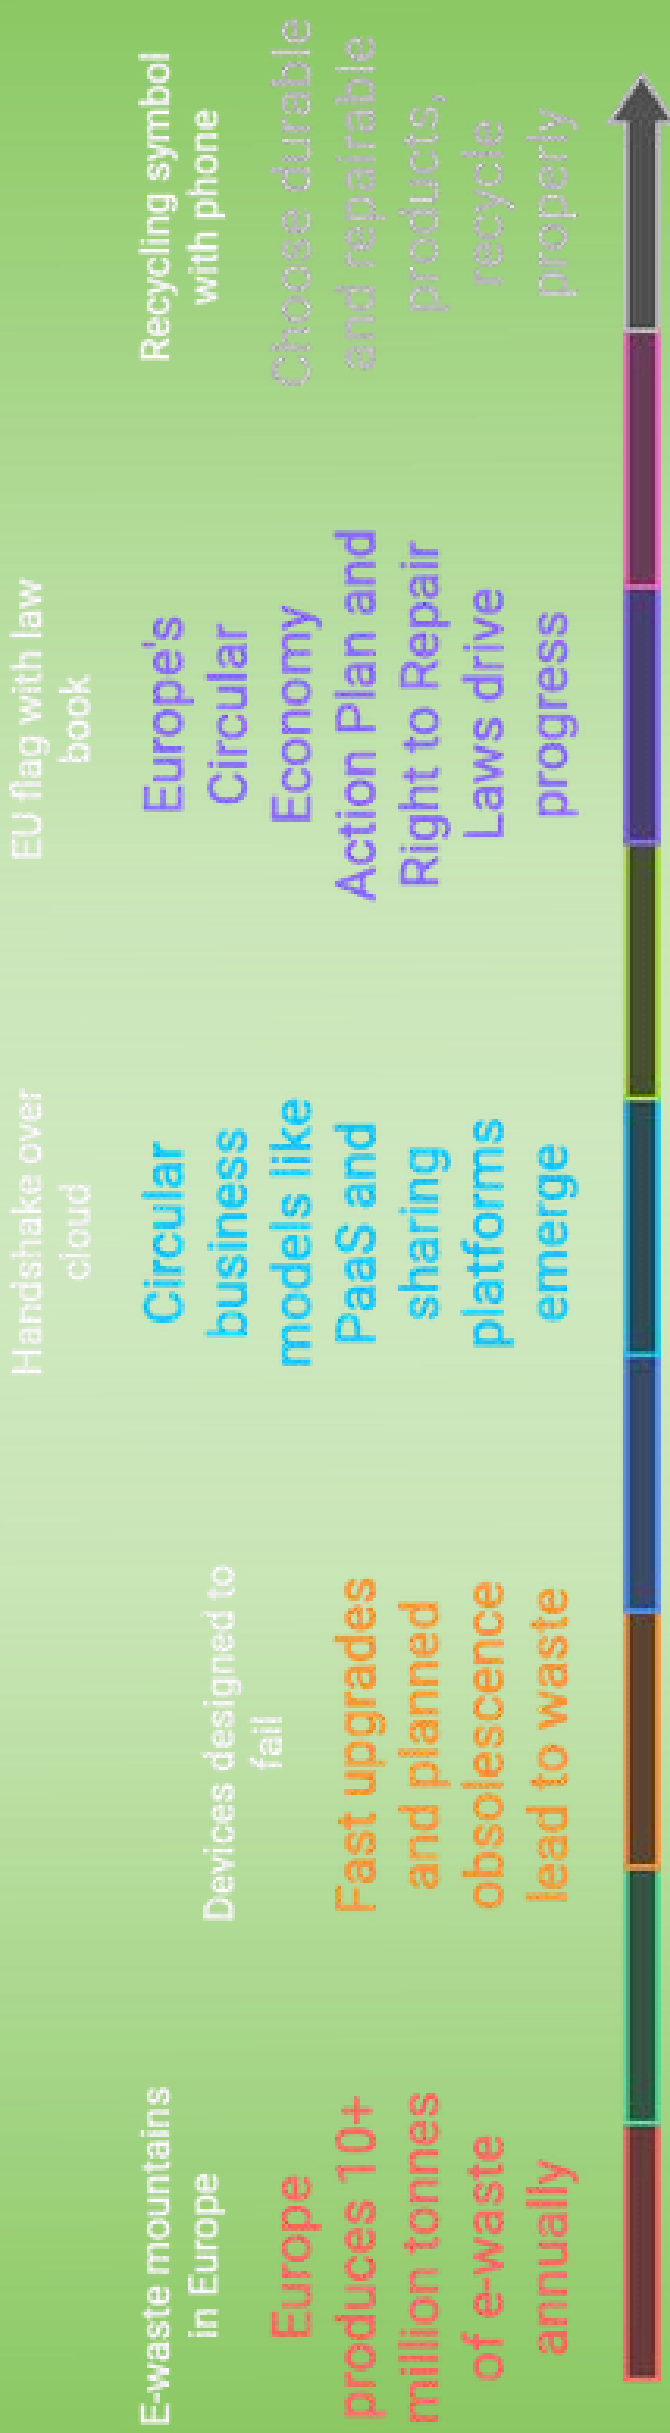 E-waste mountains
in Europe
Europe
produces 10+
million tonnes
of e-waste
annually
Devices designed to
fail
Fast upgrades
and planned
obsolescence
lead to waste
Handshake over
cloud
Circular
business
models like
PaaS and
sharing
platforms
emerge
EU flag with law
book
Europe's
Circular
Economy
Action Plan and
Right to Repair
Laws drive
progress
Recycling symbol
with phone
Choose durable
and repairable
products,
recycle
properly